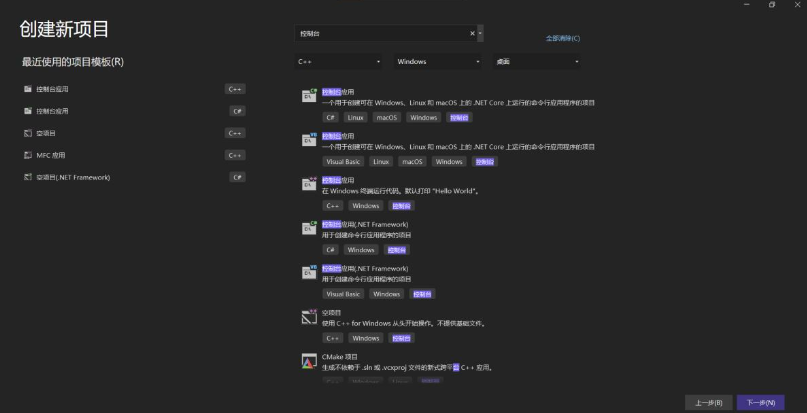 创建新项目
最近使用的项目模板(R)
控制台应用 C++
控制台应用 C#
空项目 C++
MFC 应用 C++
空项目(.NET Framework) C#
控制台
全部清除(C)
C++ Windows 桌面
控制台应用
一个用于创建可在 Windows、Linux 和 macOS 上的 .NET Core 上运行的命令行应用程序的项目
C# Linux macOS Windows 控制台
控制台应用
一个用于创建可在 Windows、Linux 和 macOS 上的 .NET Core 上运行的命令行应用程序的项目
Visual Basic Linux macOS Windows 控制台
控制台应用
在 Windows 终端运行代码。默认打印 "Hello World"。
C++ Windows 控制台
控制台应用(.NET Framework)
用于创建命令行应用程序的项目
C# Windows 控制台
控制台应用(.NET Framework)
用于创建命令行应用程序的项目
Visual Basic Windows 控制台
空项目
使用 C++ for Windows 从头开始操作。不提供基础文件。
C++ Windows 控制台
CMake 项目
生成不依赖于 .sln 或 .vcxproj 文件的新式跨平台 C++ 应用。
C++ Windows Linux 控制台
上一步(B) 下一步(N)